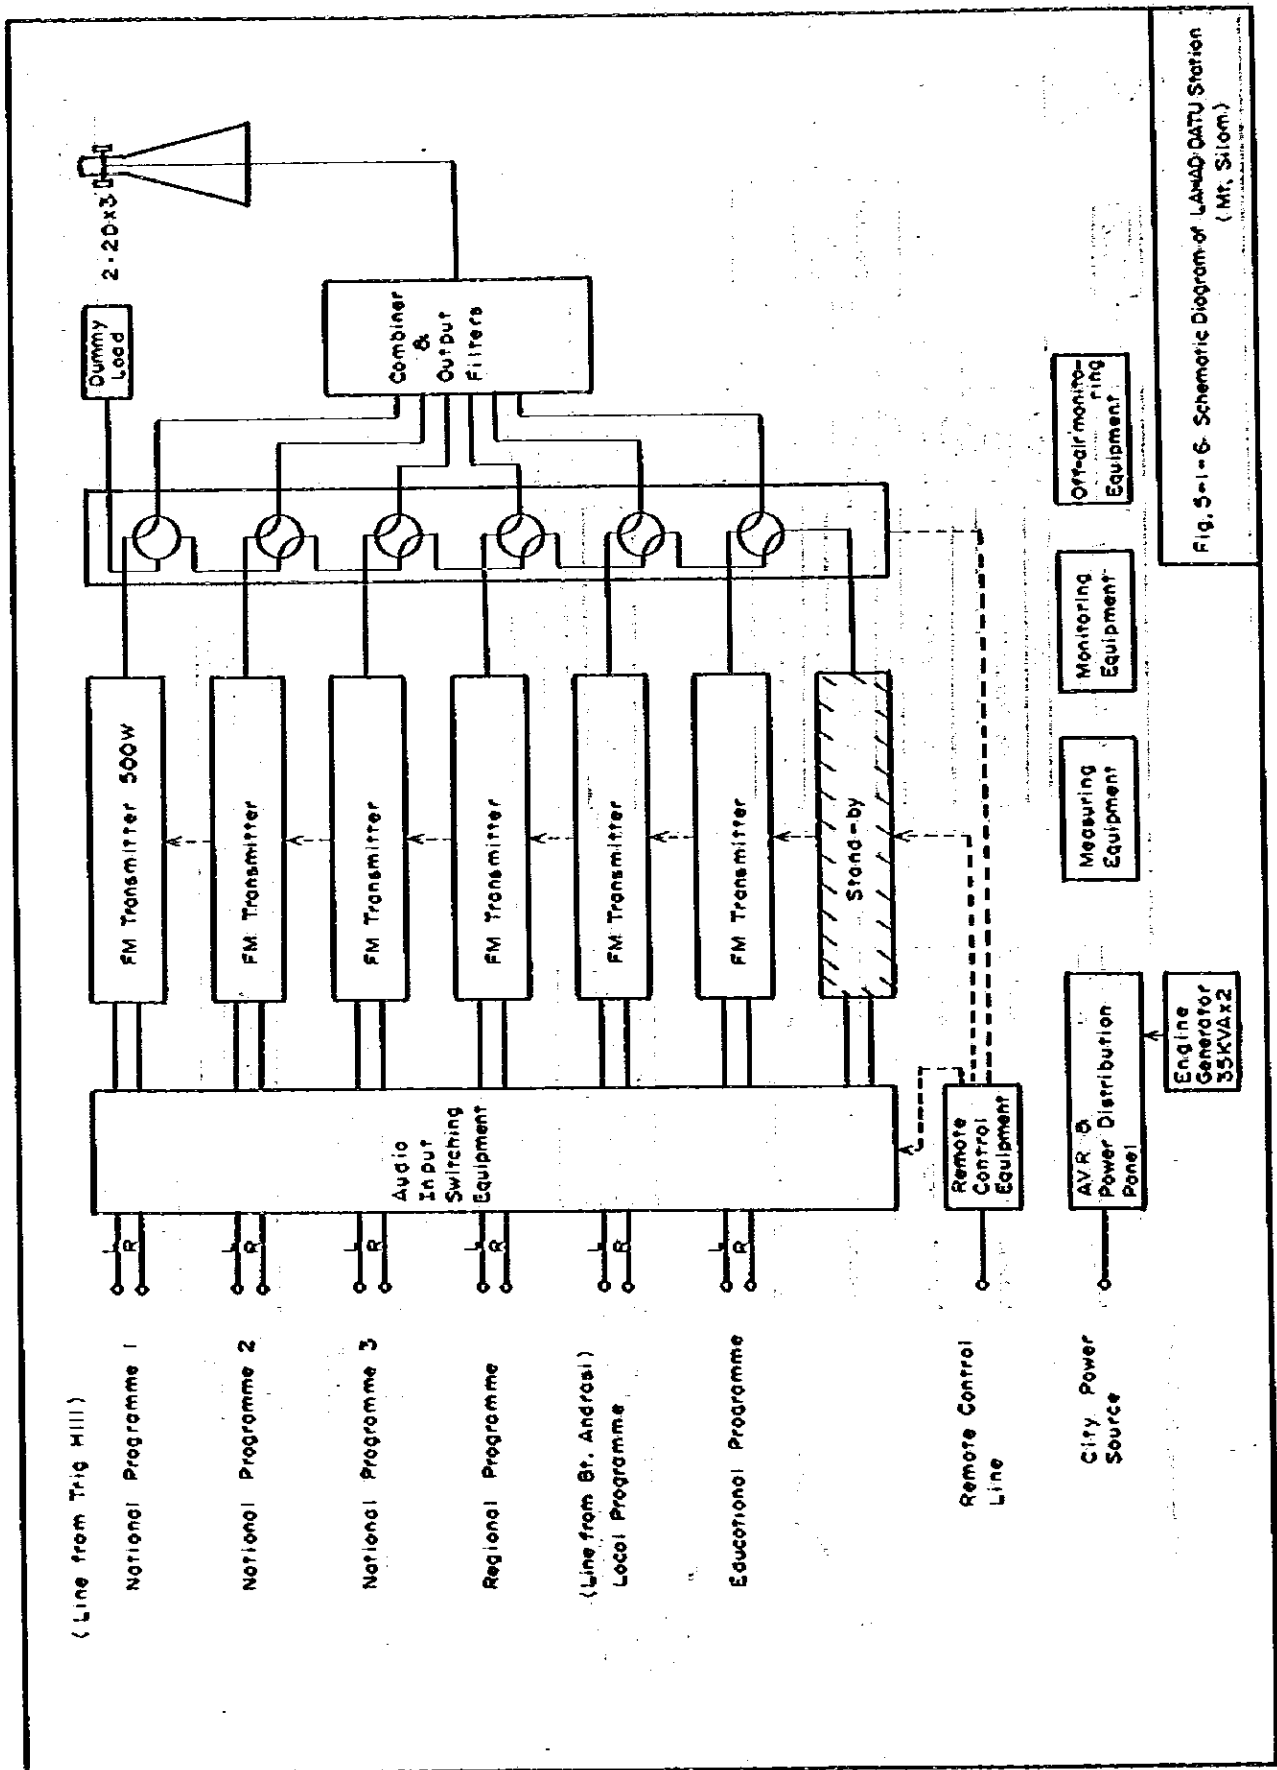 (Line from Trig Hill)
National Programme 1
National Programme 2
National Programme 3
Regional Programme
(Line from Bt. Andrasi)
Local Programme
Educational Programme
Remote Control
Line
City Power
Source
L
R
L
R
L
R
L
R
L
R
L
R
Audio
Input
Switching
Equipment
Remote
Control
Equipment
AVR &
Power Distribution
Panel
Engine
Generator
35KVAx2
FM Transmitter 500W
FM Transmitter
FM Transmitter
FM Transmitter
FM Transmitter
FM Transmitter
Stand-by
Measuring
Equipment
Monitoring
Equipment
Off-air monito-
ring
Equipment
Dummy
Load
2-2D×3
Combiner
&
Output
Filters
Fig. 5-1-6 Schematic Diagram of LAHAD DATU Station
(Mt. Silam)